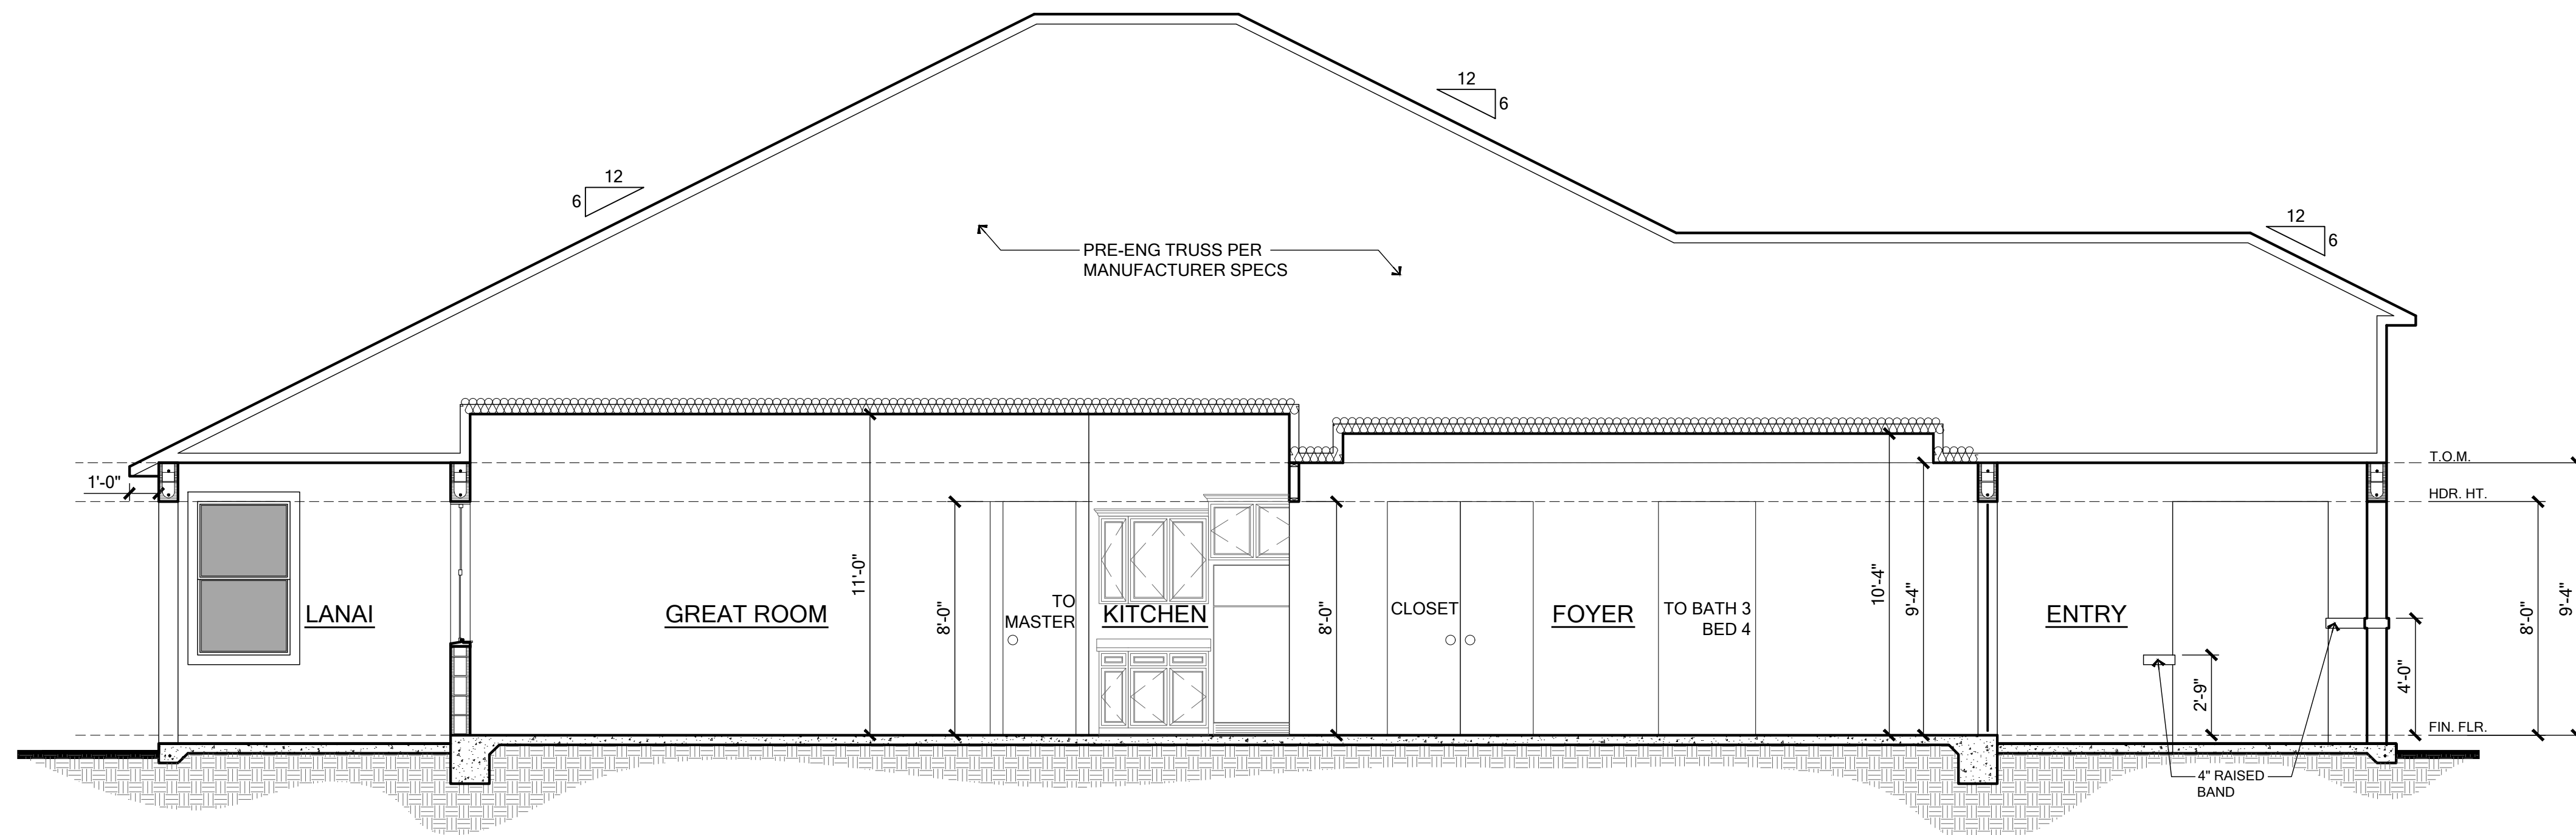 12
6
12
6
12
6
PRE-ENG TRUSS PER
MANUFACTURER SPECS
T.O.M.
1'-0"
HDR. HT.
11'-0"
10'-4"
9'-4"
9'-4"
8'-0"
8'-0"
8'-0"
LANAI
GREAT ROOM
TO
MASTER
KITCHEN
CLOSET
FOYER
TO BATH 3
BED 4
ENTRY
4'-0"
2'-9"
FIN. FLR.
4" RAISED
BAND